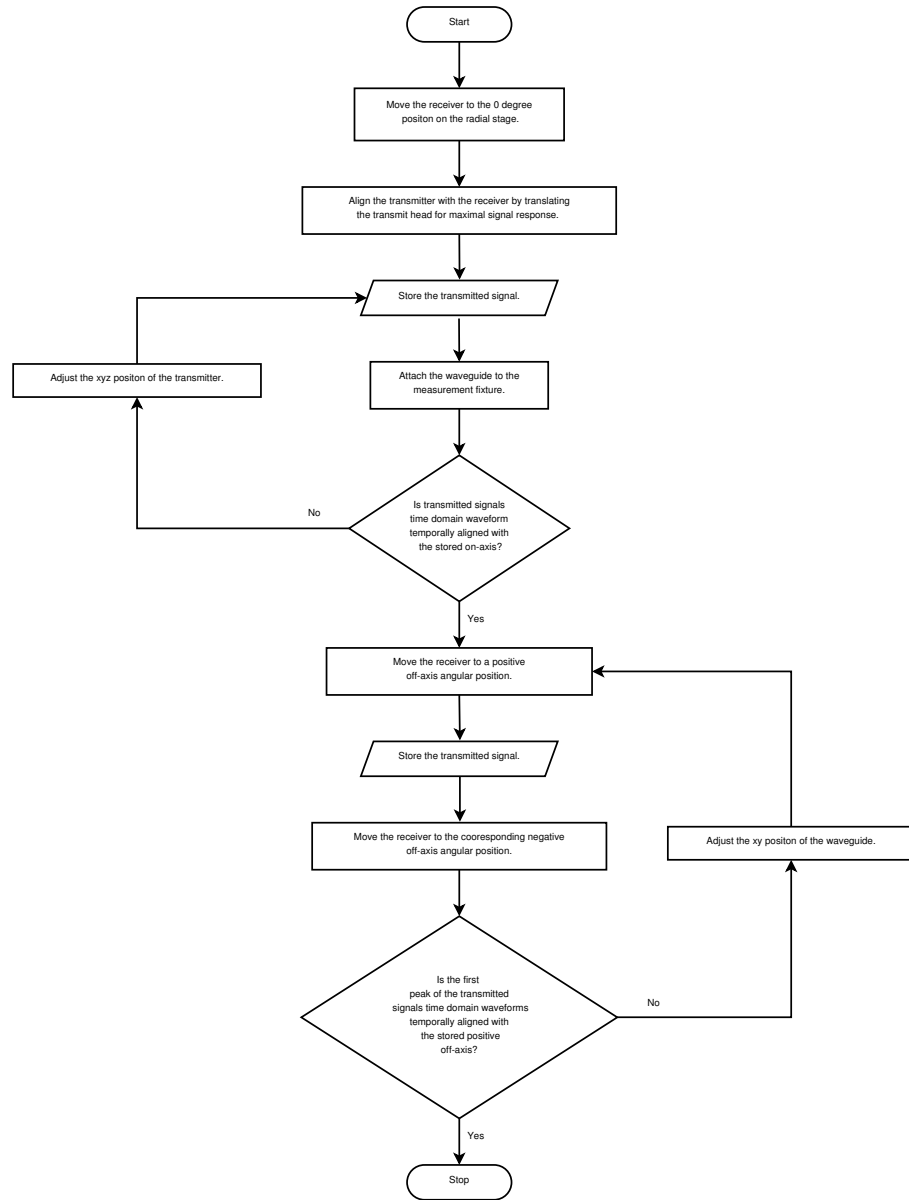 Start
Move the receiver to the 0 degree
positon on the radial stage.
Align the transmitter with the receiver by translating
the transmit head for maximal signal response.
Store the transmitted signal.
Adjust the xyz positon of the transmitter.
Attach the waveguide to the
measurement fixture.
Is transmitted signals
time domain waveform
temporally aligned with
the stored on-axis?
No
Yes
Move the receiver to a positive
off-axis angular position.
Store the transmitted signal.
Move the receiver to the cooresponding negative
off-axis angular position.
Adjust the xy positon of the waveguide.
Is the first
peak of the transmitted
signals time domain waveforms
temporally aligned with
the stored positive
off-axis?
No
Yes
Stop